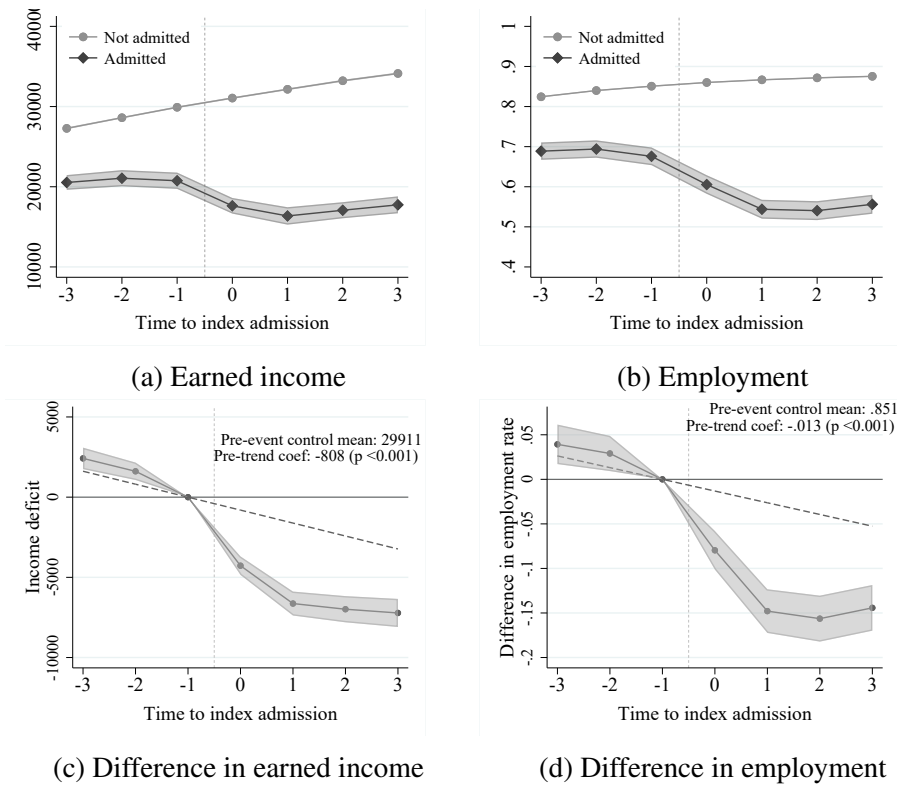 Not admitted
Admitted
40000
30000
20000
10000
-3 -2 -1 0 1 2 3
Time to index admission
(a) Earned income
Not admitted
Admitted
1
.9
.8
.7
.6
.5
.4
-3 -2 -1 0 1 2 3
Time to index admission
(b) Employment
Pre-event control mean: 29911
Pre-trend coef: -808 (p <0.001)
Income deficit
5000
0
-5000
-10000
-3 -2 -1 0 1 2 3
Time to index admission
(c) Difference in earned income
Pre-event control mean: .851
Pre-trend coef: -.013 (p <0.001)
Difference in employment rate
.05
0
-.05
-.1
-.15
-.2
-3 -2 -1 0 1 2 3
Time to index admission
(d) Difference in employment